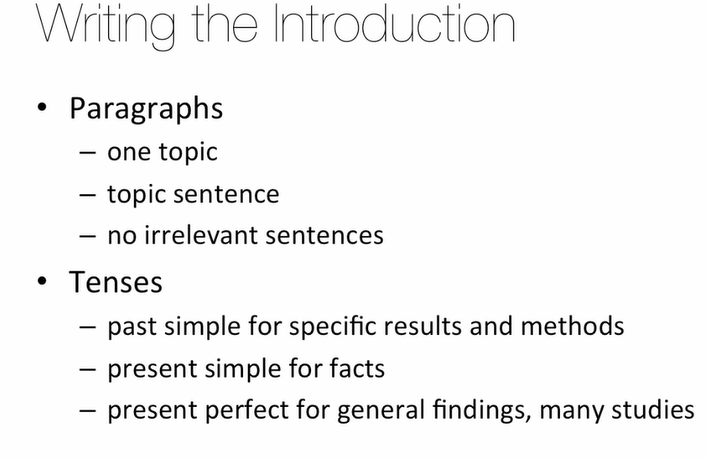 Writing the Introduction
• Paragraphs
– one topic
– topic sentence
– no irrelevant sentences
• Tenses
– past simple for specific results and methods
– present simple for facts
– present perfect for general findings, many studies